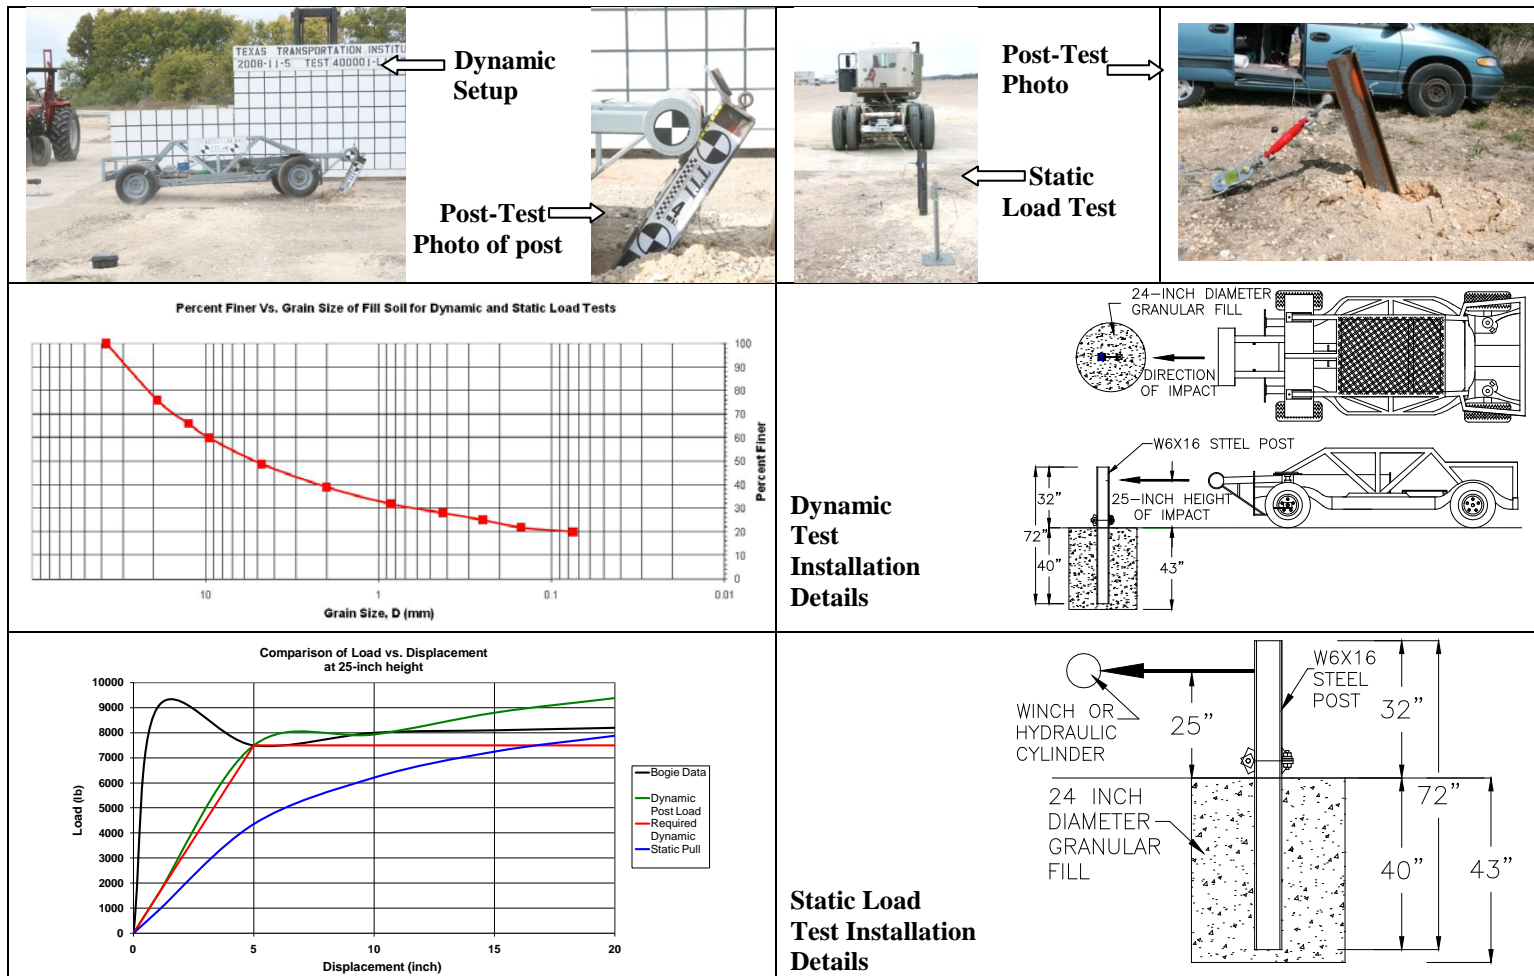 TEXAS TRANSPORTATION INSTITU
2008-11-5 TEST 400001-L
Dynamic
Setup
Post-Test
Photo of post
TTI
4
Static
Load Test
Post-Test
Photo
Percent Finer Vs. Grain Size of Fill Soil for Dynamic and Static Load Tests
100
90
80
70
60
50
40
30
20
10
0
Percent Finer
10
1
0.1
0.01
Grain Size, D (mm)
24-INCH DIAMETER
GRANULAR FILL
DIRECTION
OF IMPACT
W6X16 STTEL POST
32"
25-INCH HEIGHT
OF IMPACT
72"
40"
43"
Dynamic
Test
Installation
Details
Comparison of Load vs. Displacement
at 25-inch height
10000
9000
8000
7000
6000
5000
4000
3000
2000
1000
0
Load (lb)
0
5
10
15
20
Displacement (inch)
Bogie Data
Dynamic
Post Load
Required
Dynamic
Static Pull
W6X16
STEEL
POST
WINCH OR
HYDRAULIC
CYLINDER
25"
32"
24 INCH
DIAMETER
GRANULAR
FILL
72"
40"
43"
Static Load
Test Installation
Details